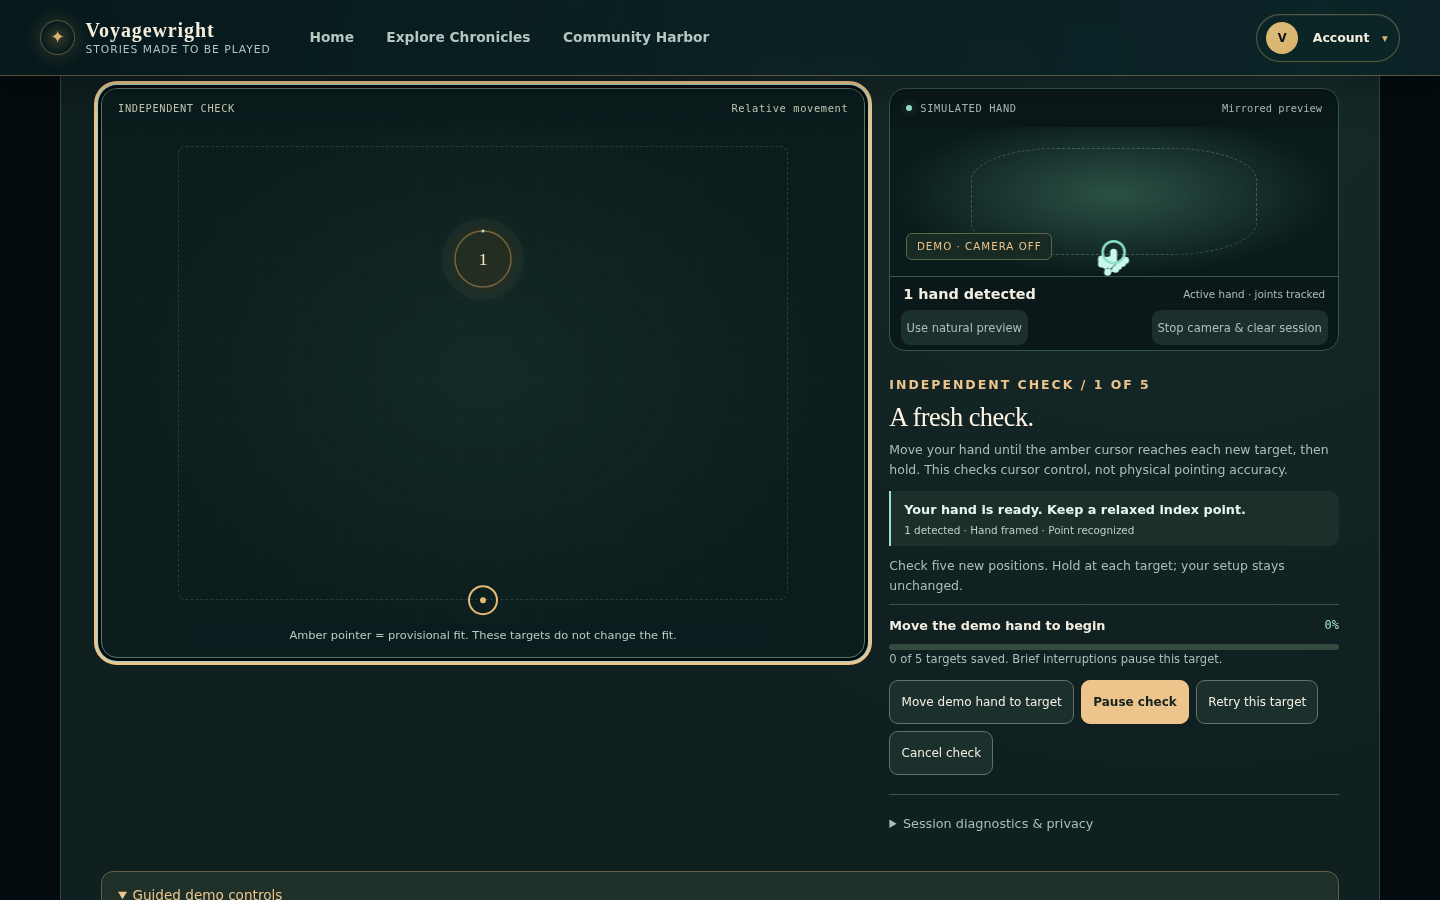 Voyagewright
STORIES MADE TO BE PLAYED
Home
Explore Chronicles
Community Harbor
V
Account
INDEPENDENT CHECK
Relative movement
1
Amber pointer = provisional fit. These targets do not change the fit.
SIMULATED HAND
Mirrored preview
DEMO · CAMERA OFF
1 hand detected
Active hand · joints tracked
Use natural preview
Stop camera & clear session
INDEPENDENT CHECK / 1 OF 5
A fresh check.
Move your hand until the amber cursor reaches each new target, then
hold. This checks cursor control, not physical pointing accuracy.
Your hand is ready. Keep a relaxed index point.
1 detected · Hand framed · Point recognized
Check five new positions. Hold at each target; your setup stays
unchanged.
Move the demo hand to begin
0%
0 of 5 targets saved. Brief interruptions pause this target.
Move demo hand to target
Pause check
Retry this target
Cancel check
Session diagnostics & privacy
Guided demo controls